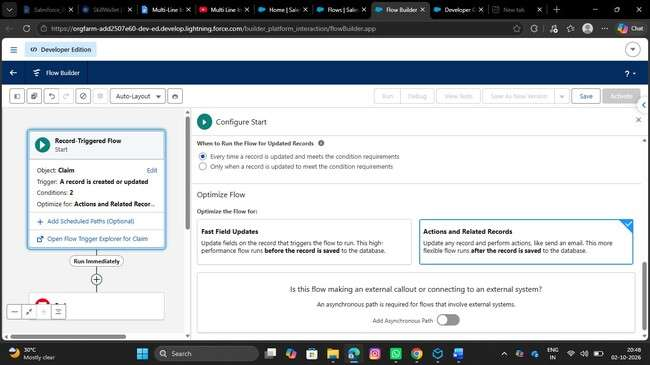 Salesforce_
SkillWallet |
Multi-Line I
Multi Line In
Home | Sale
Flows | Sale
Flow Builder
Developer C
New tab
https://orgfarm-add2507e60-dev-ed.develop.lightning.force.com/builder_platform_interaction/flowBuilder.app
Chat
Developer Edition
Flow Builder
?
Auto-Layout
Run
Debug
View Tests
Save as New Version
Save
Activate
Record-Triggered Flow
Start
Object: Claim
Edit
Trigger: A record is created or updated
Conditions: 2
Optimize for: Actions and Related Recor...
+ Add Scheduled Paths (Optional)
Open Flow Trigger Explorer for Claim
Run Immediately
Configure Start
When to Run the Flow for Updated Records
Every time a record is updated and meets the condition requirements
Only when a record is updated to meet the condition requirements
Optimize Flow
Optimize the Flow for:
Fast Field Updates
Update fields on the record that triggers the flow to run. This high-
performance flow runs before the record is saved to the database.
Actions and Related Records
Update any record and perform actions, like send an email. This more
flexible flow runs after the record is saved to the database.
Is this flow making an external callout or connecting to an external system?
An asynchronous path is required for flows that involve external systems.
Add Asynchronous Path
30°C
Mostly clear
Search
ENG
IN
20:48
02-10-2026